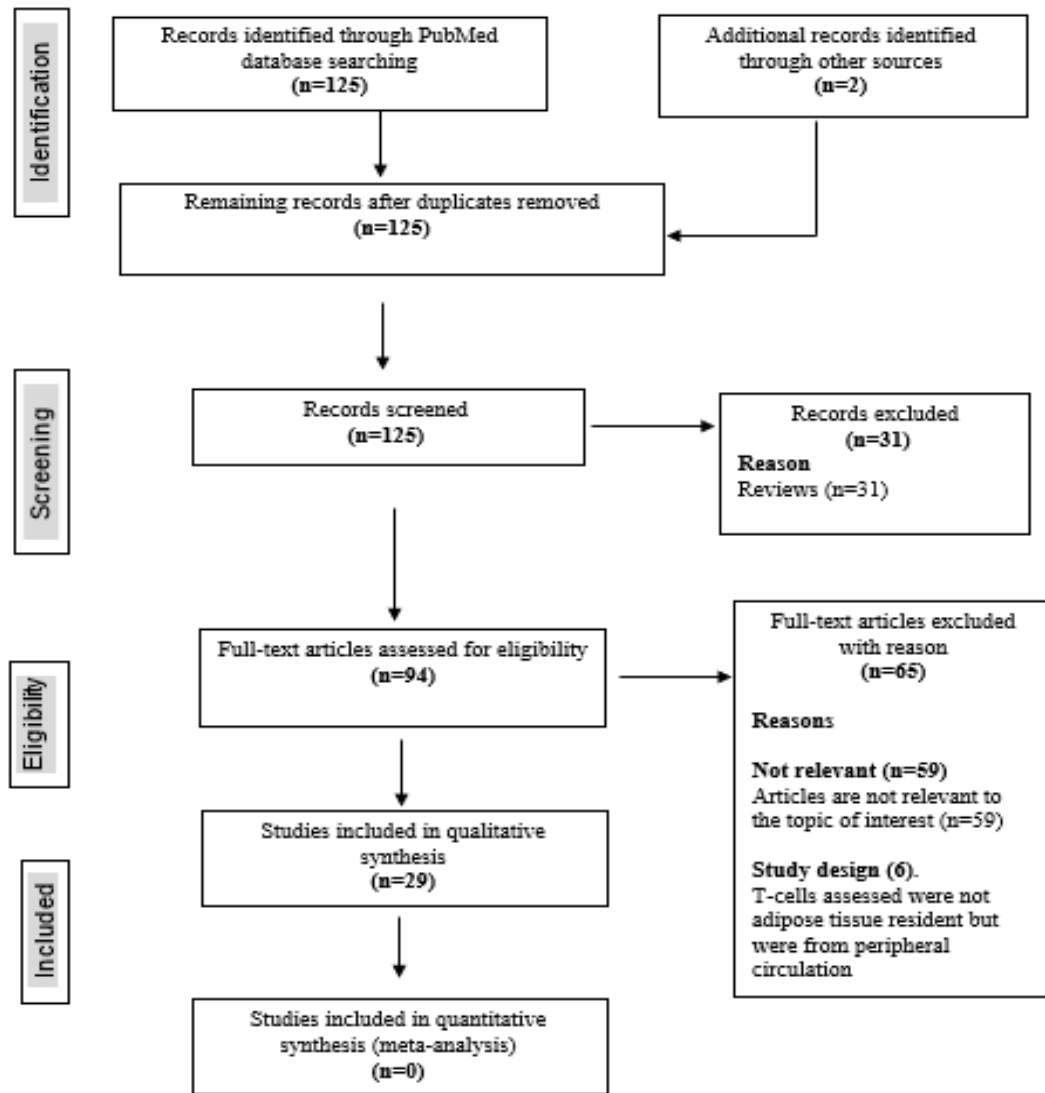 Identification
Records identified through PubMed
database searching
(n=125)
Additional records identified
through other sources
(n=2)
Remaining records after duplicates removed
(n=125)
Screening
Records screened
(n=125)
Records excluded
(n=31)
Reason
Reviews (n=31)
Eligibility
Full-text articles assessed for eligibility
(n=94)
Full-text articles excluded
with reason
(n=65)
Reasons
Not relevant (n=59)
Articles are not relevant to
the topic of interest (n=59)
Study design (6).
T-cells assessed were not
adipose tissue resident but
were from peripheral
circulation
Included
Studies included in qualitative
synthesis
(n=29)
Studies included in quantitative
synthesis (meta-analysis)
(n=0)